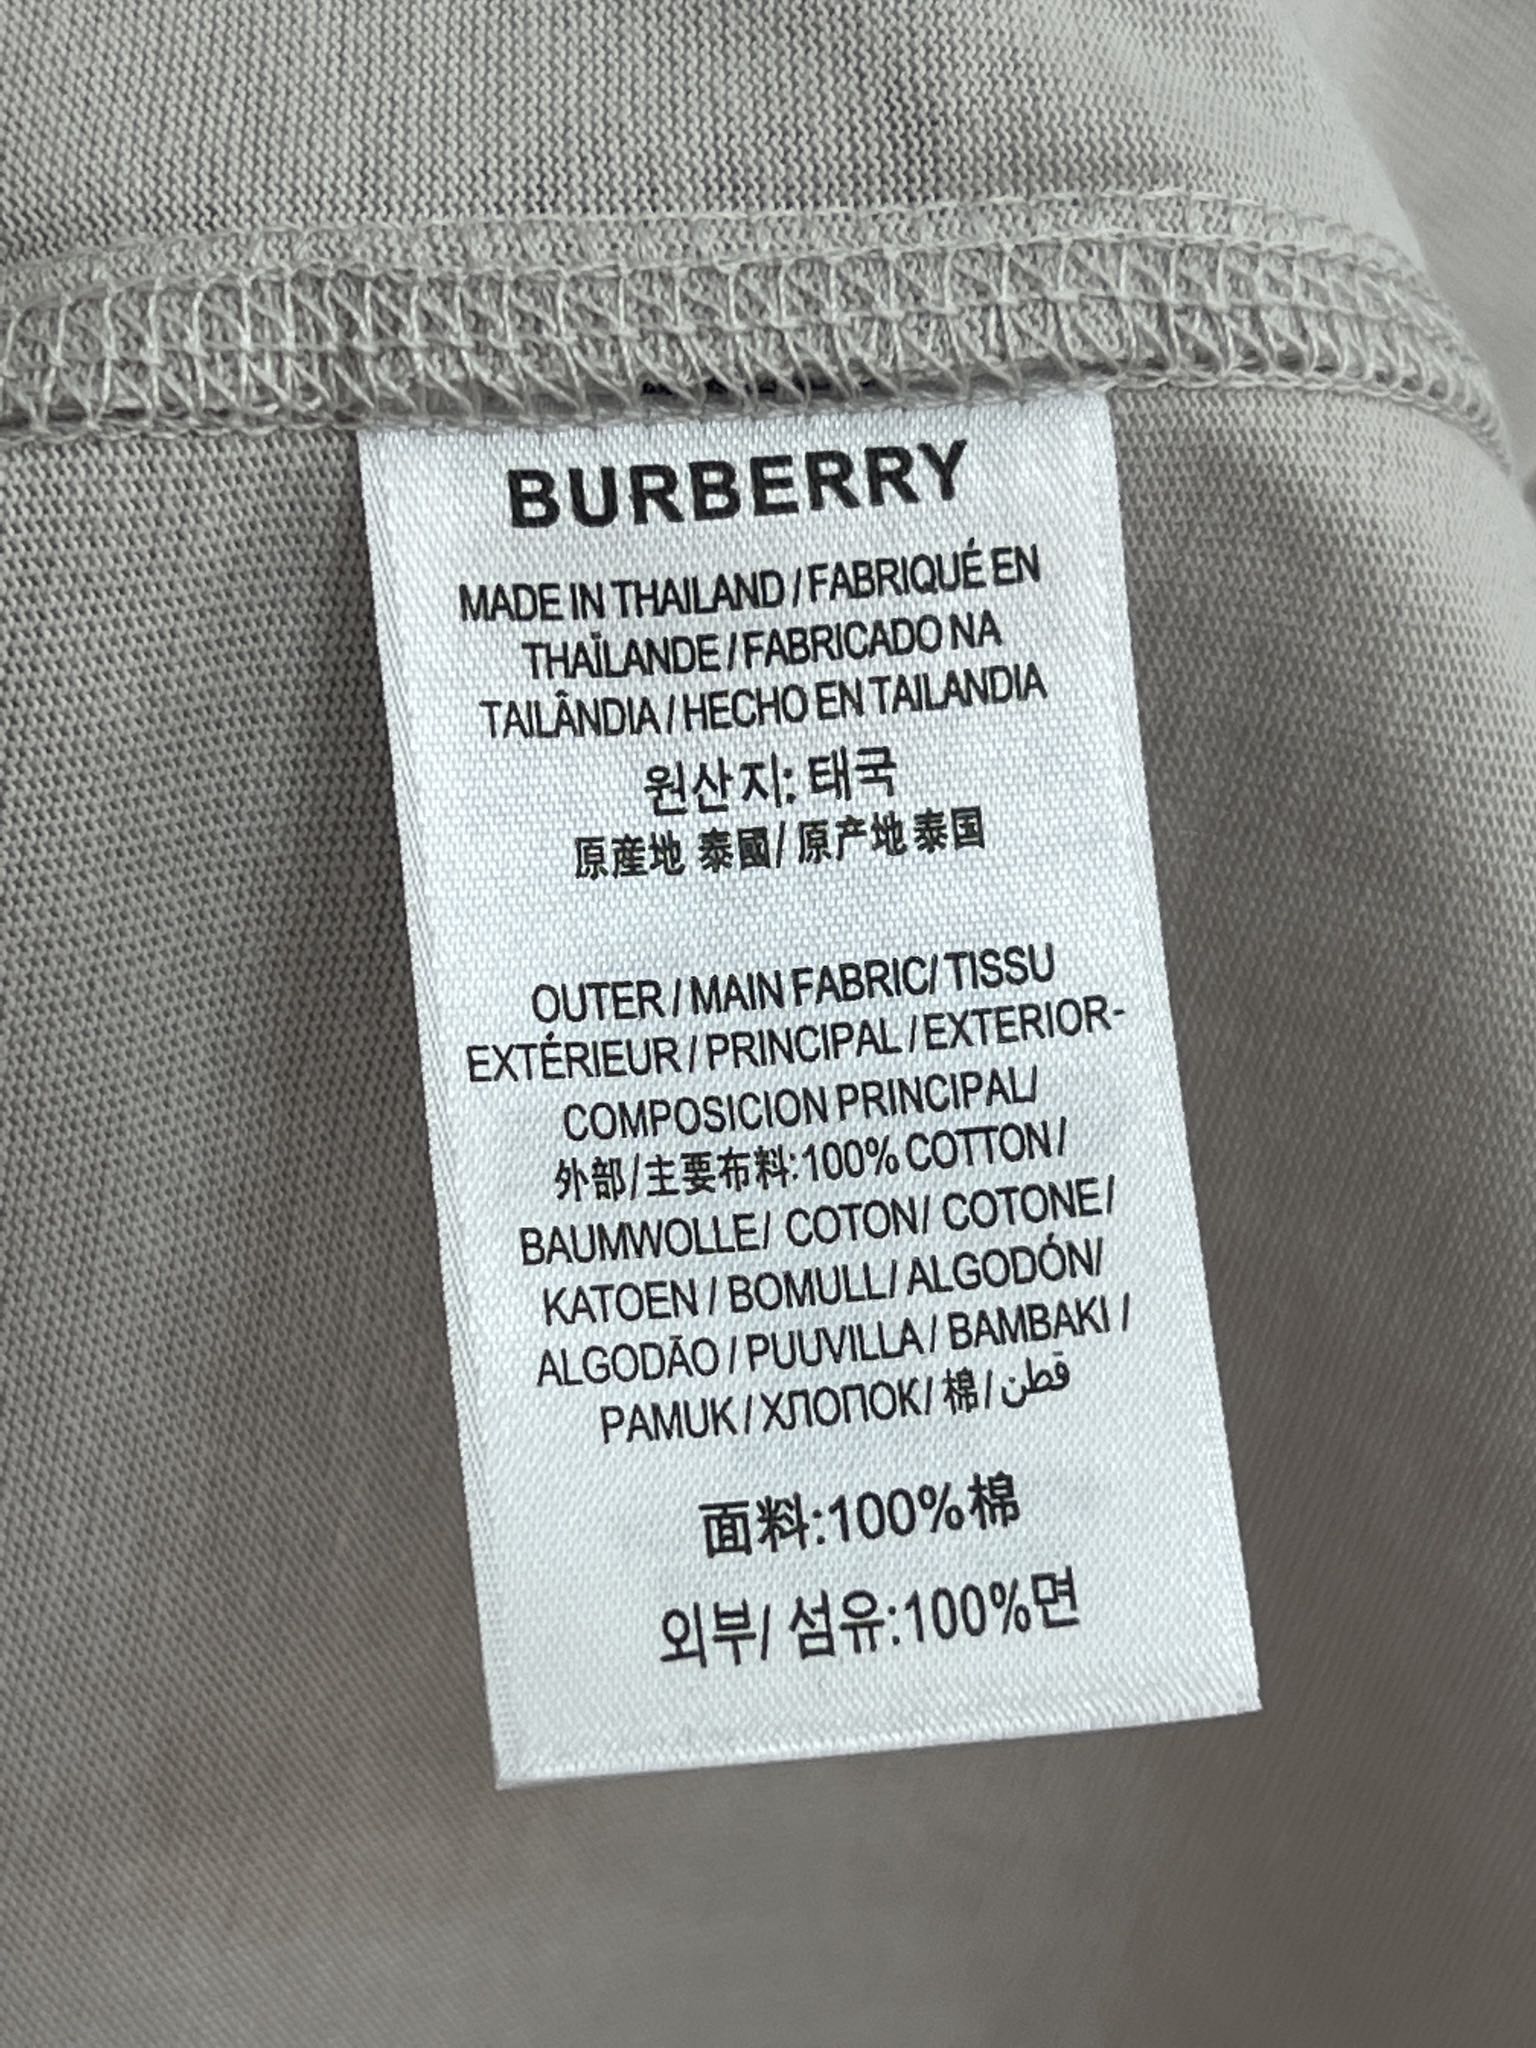 BURBERRY
MADE IN THAILAND / FABRIQUÉ EN
THAÏLANDE / FABRICADO NA
TAILÂNDIA / HECHO EN TAILANDIA
원산지: 태국
原産地 泰國/ 原产地 泰国
OUTER / MAIN FABRIC/ TISSU
EXTÉRIEUR / PRINCIPAL / EXTERIOR-
COMPOSICION PRINCIPAL/
外部/主要布料:100% COTTON /
BAUMWOLLE/ COTON/ COTONE /
KATOEN / BOMULL/ ALGODÓN/
ALGODÃO / PUUVILLA / BAMBAKI /
PAMUK / ХЛОПОК/ 棉/ قطن
面料:100%棉
외부/ 섬유:100%면